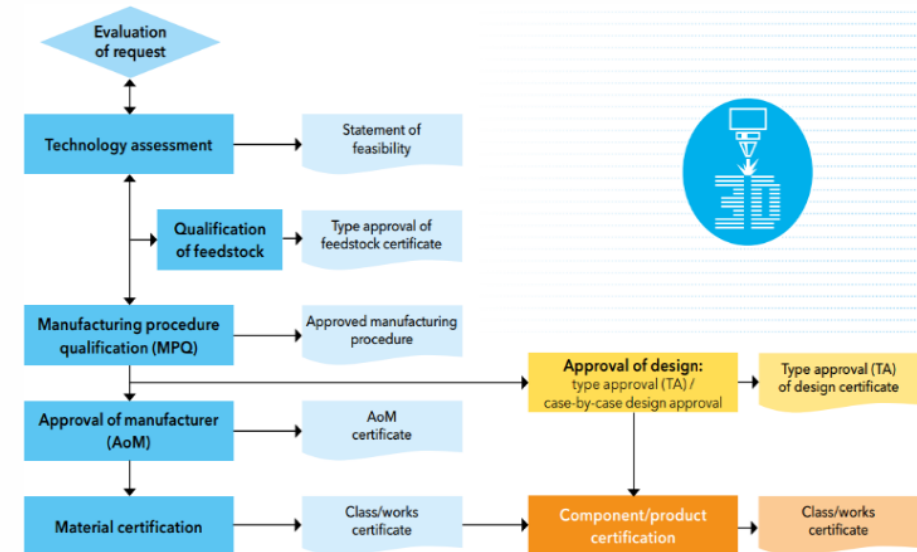 Evaluation
of request
Technology assessment
Statement of
feasibility
3D
Qualification
of feedstock
Type approval of
feedstock certificate
Manufacturing procedure
qualification (MPQ)
Approved manufacturing
procedure
Approval of design:
type approval (TA) /
case-by-case design approval
Type approval (TA)
of design certificate
Approval of manufacturer
(AoM)
AoM
certificate
Material certification
Class/works
certificate
Component/product
certification
Class/works
certificate